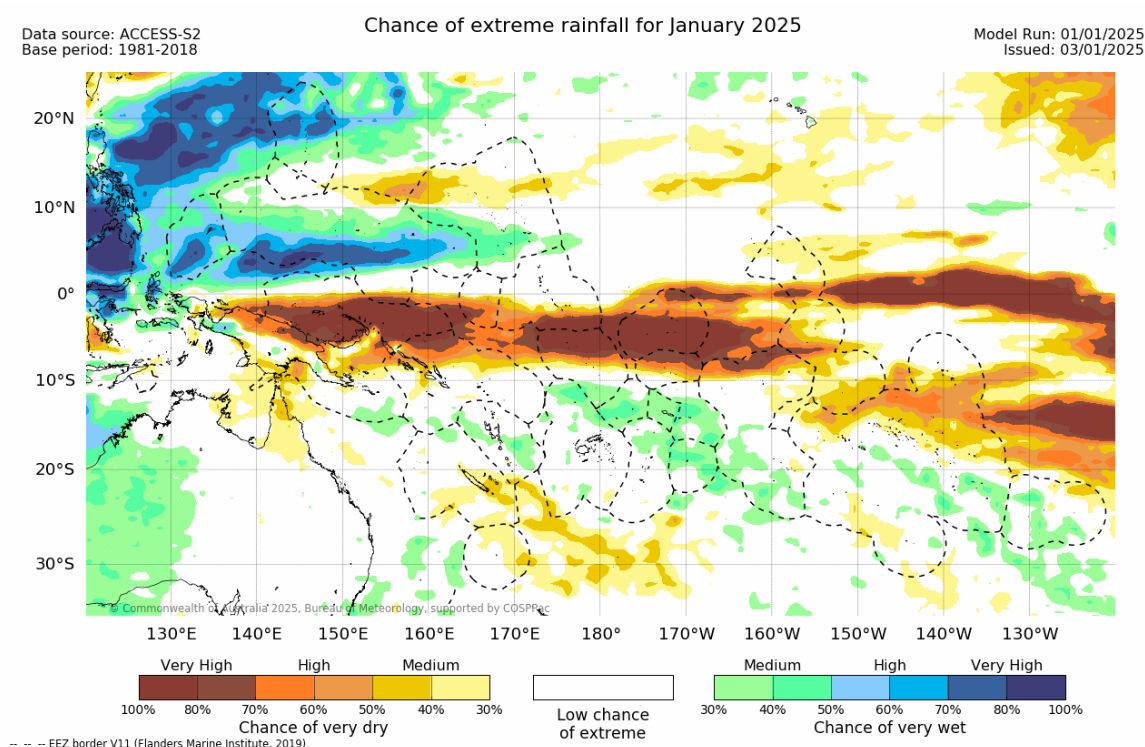 Chance of extreme rainfall for January 2025
Data source: ACCESS-S2
Base period: 1981-2018
Model Run: 01/01/2025
Issued: 03/01/2025
20°N
10°N
0°
10°S
20°S
30°S
© Commonwealth of Australia 2025, Bureau of Meteorology, supported by COSPPac
130°E 140°E 150°E 160°E 170°E 180° 170°W 160°W 150°W 140°W 130°W
Very High High Medium
100% 80% 70% 60% 50% 40% 30%
Chance of very dry
Low chance
of extreme
Medium High Very High
30% 40% 50% 60% 70% 80% 100%
Chance of very wet
-- -- -- EEZ border V11 (Flanders Marine Institute, 2019).